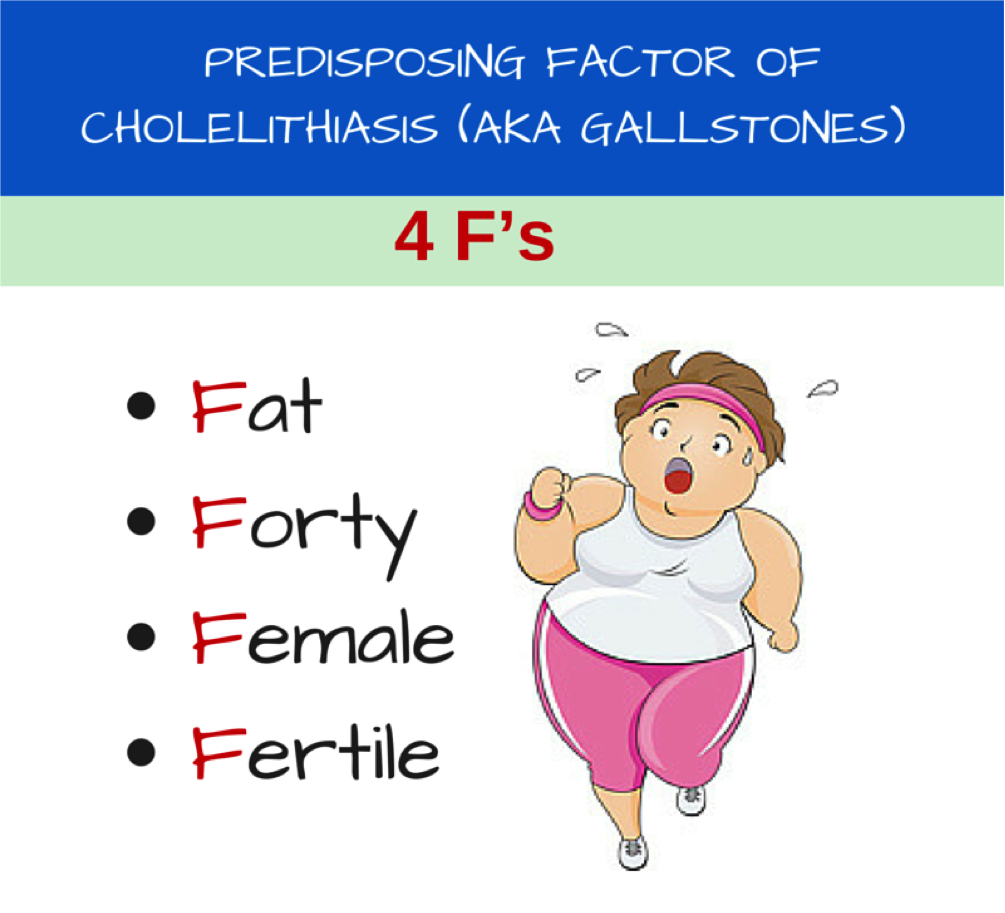 PREDISPOSING FACTOR OF
CHOLELITHIASIS (AKA GALLSTONES)
4 F’s
• Fat
• Forty
• Female
• Fertile